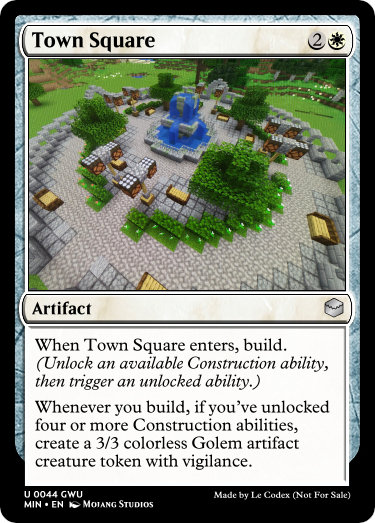 Town Square 2
Artifact
When Town Square enters, build.
(Unlock an available Construction ability,
then trigger an unlocked ability.)
Whenever you build, if you've unlocked
four or more Construction abilities,
create a 3/3 colorless Golem artifact
creature token with vigilance.
U 0044 GWU
MIN • EN Mojang Studios
Made by Le Codex (Not For Sale)